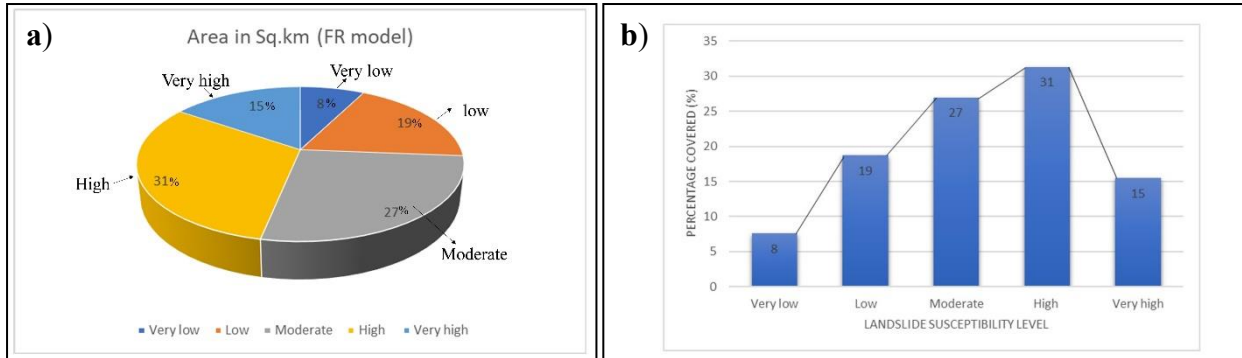 a)
Area in Sq.km (FR model)
Very high
Very low
15%
8%
low
19%
High
31%
27%
Moderate
Very low Low Moderate High Very high
b)
PERCENTAGE COVERED (%)
35
30
25
20
15
10
5
0
8
19
27
31
15
Very low Low Moderate High Very high
LANDSLIDE SUSCEPTIBILITY LEVEL